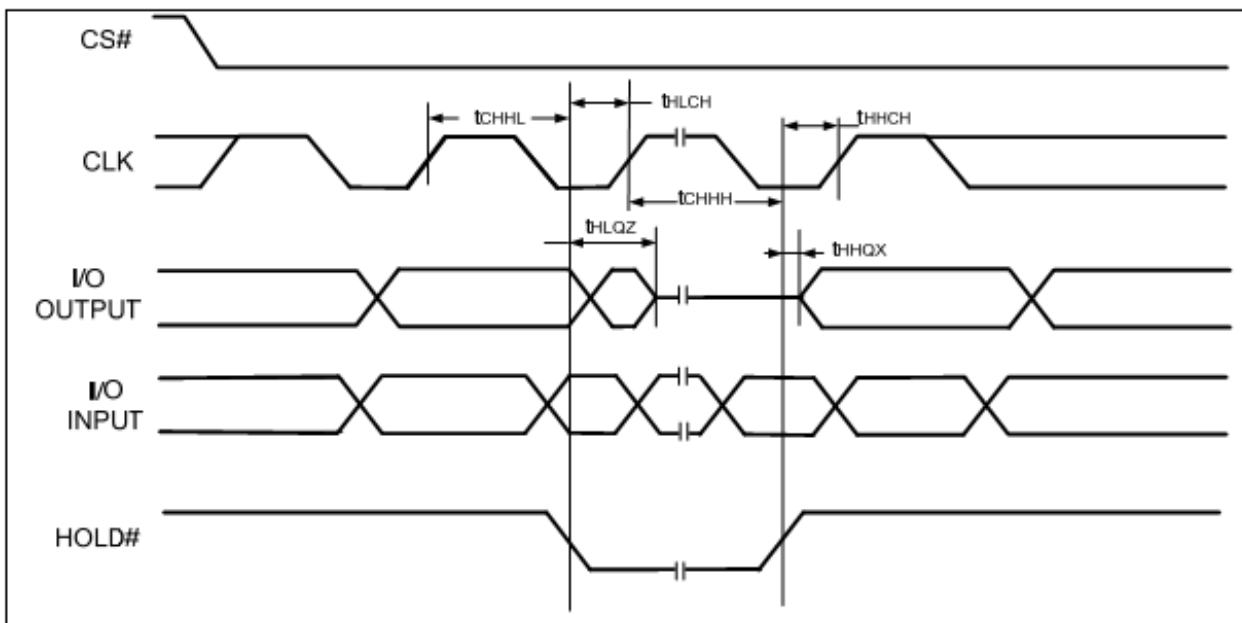 CS#
tCHHL
tHLCH
tHHCH
CLK
tCHHH
tHLQZ
tHHQX
I/O
OUTPUT
I/O
INPUT
HOLD#